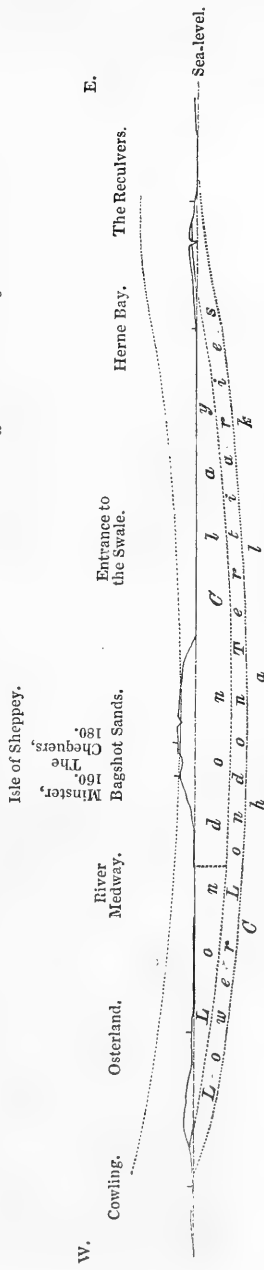 Isle of Sheppey.
W.
Cowling.
Osterland.
River
Medway.
Minster,
160.
The
Chequers,
180.
Bagshot Sands.
Entrance to
the Swale.
Herne Bay.
The Reculvers.
E.
Sea-level.
London Clay
Lower London Tertiaries
Chalk